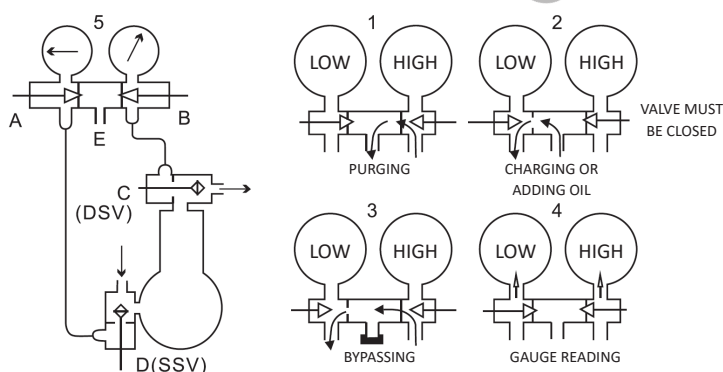 5
A
B
E
C
(DSV)
D(SSV)
1
LOW
HIGH
PURGING
2
LOW
HIGH
VALVE MUST
BE CLOSED
CHARGING OR
ADDING OIL
3
LOW
HIGH
BYPASSING
4
LOW
HIGH
GAUGE READING